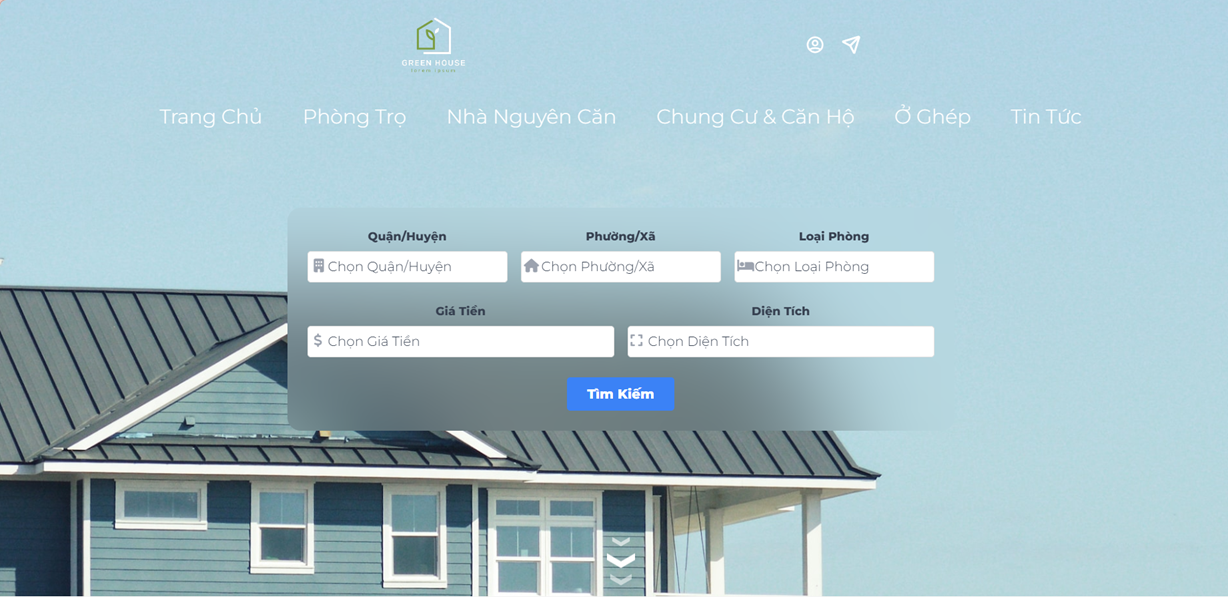 GREEN HOUSE
lorem ipsum
Trang Chủ Phòng Trọ Nhà Nguyên Căn Chung Cư & Căn Hộ Ở Ghép Tin Tức
Quận/Huyện Phường/Xã Loại Phòng
Chọn Quận/Huyện Chọn Phường/Xã Chọn Loại Phòng
Giá Tiền Diện Tích
Chọn Giá Tiền Chọn Diện Tích
Tìm Kiếm